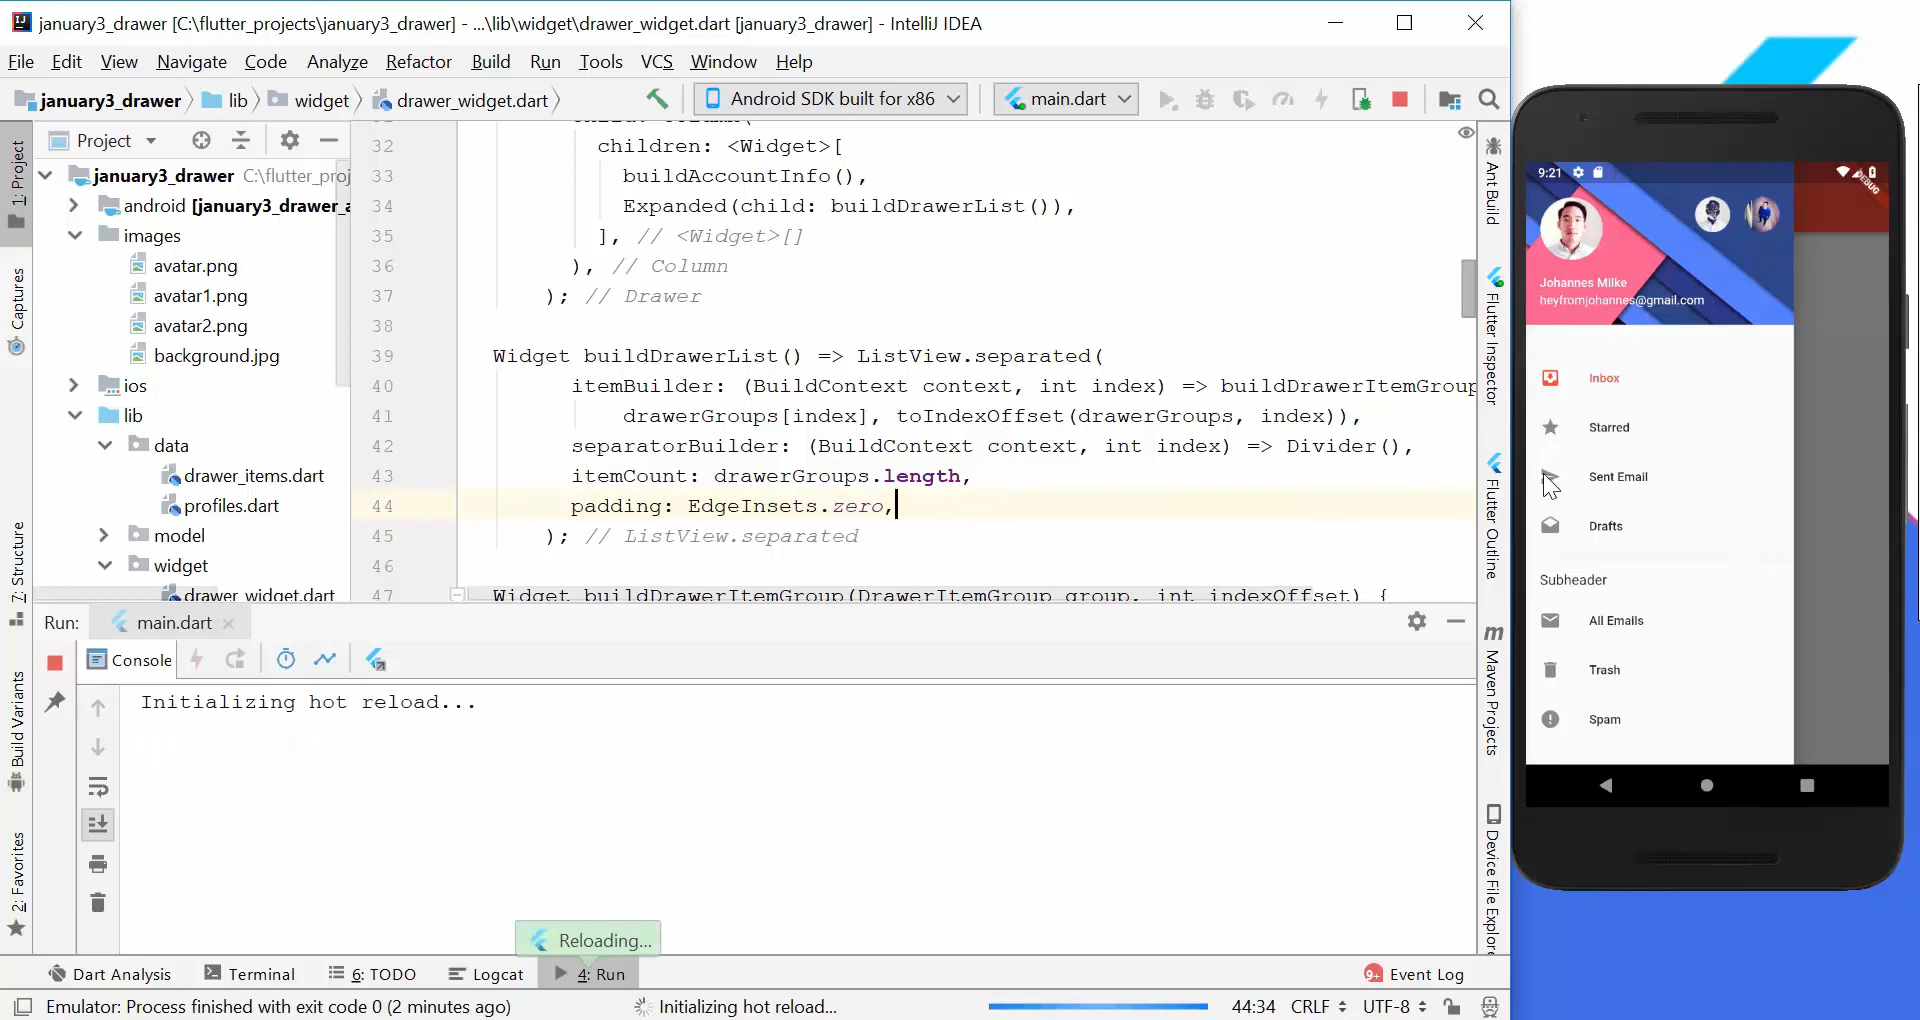 january3_drawer [C:\flutter_projects\january3_drawer] - ...\lib\widget\drawer_widget.dart [january3_drawer] - IntelliJ IDEA
File Edit View Navigate Code Analyze Refactor Build Run Tools VCS Window Help
january3_drawer lib widget drawer_widget.dart Android SDK built for x86 main.dart
Project
january3_drawer C:\flutter_proj
android [january3_drawer_a
images
avatar.png
avatar1.png
avatar2.png
background.jpg
ios
lib
data
drawer_items.dart
profiles.dart
model
widget
drawer_widget.dart
1: Project
Captures
7: Structure
Build Variants
2: Favorites
32 children: <Widget>[
33 buildAccountInfo(),
34 Expanded(child: buildDrawerList()),
35 ], // <Widget>[]
36 ), // Column
37 ); // Drawer
38
39 Widget buildDrawerList() => ListView.separated(
40 itemBuilder: (BuildContext context, int index) => buildDrawerItemGroup
41 drawerGroups[index], toIndexOffset(drawerGroups, index)),
42 separatorBuilder: (BuildContext context, int index) => Divider(),
43 itemCount: drawerGroups.length,
44 padding: EdgeInsets.zero,
45 ); // ListView.separated
46
47 Widget buildDrawerItemGroup(DrawerItemGroup group, int indexOffset) {
Ant Build
Flutter Inspector
Flutter Outline
m Maven Projects
Device File Explore
Run: main.dart
Console
Initializing hot reload...
Reloading...
Dart Analysis Terminal 6: TODO Logcat 4: Run 9+ Event Log
Emulator: Process finished with exit code 0 (2 minutes ago) Initializing hot reload... 44:34 CRLF UTF-8
9:21
DEBUG
Johannes Milke
heyfromjohannes@gmail.com
Inbox
Starred
Sent Email
Drafts
Subheader
All Emails
Trash
Spam